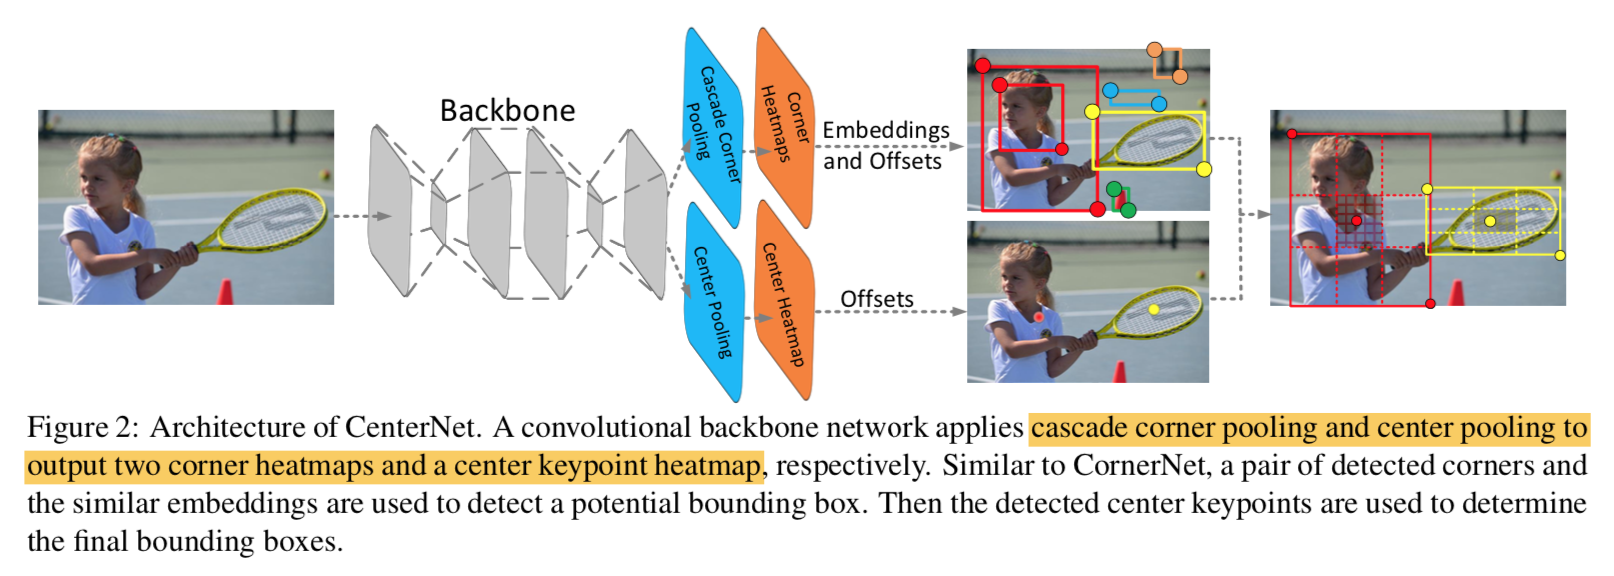 Backbone
Cascade Corner
Pooling
Corner
Heatmaps
Embeddings
and Offsets
Center Pooling
Center Heatmap
Offsets
Figure 2: Architecture of CenterNet. A convolutional backbone network applies cascade corner pooling and center pooling to
output two corner heatmaps and a center keypoint heatmap, respectively. Similar to CornerNet, a pair of detected corners and
the similar embeddings are used to detect a potential bounding box. Then the detected center keypoints are used to determine
the final bounding boxes.